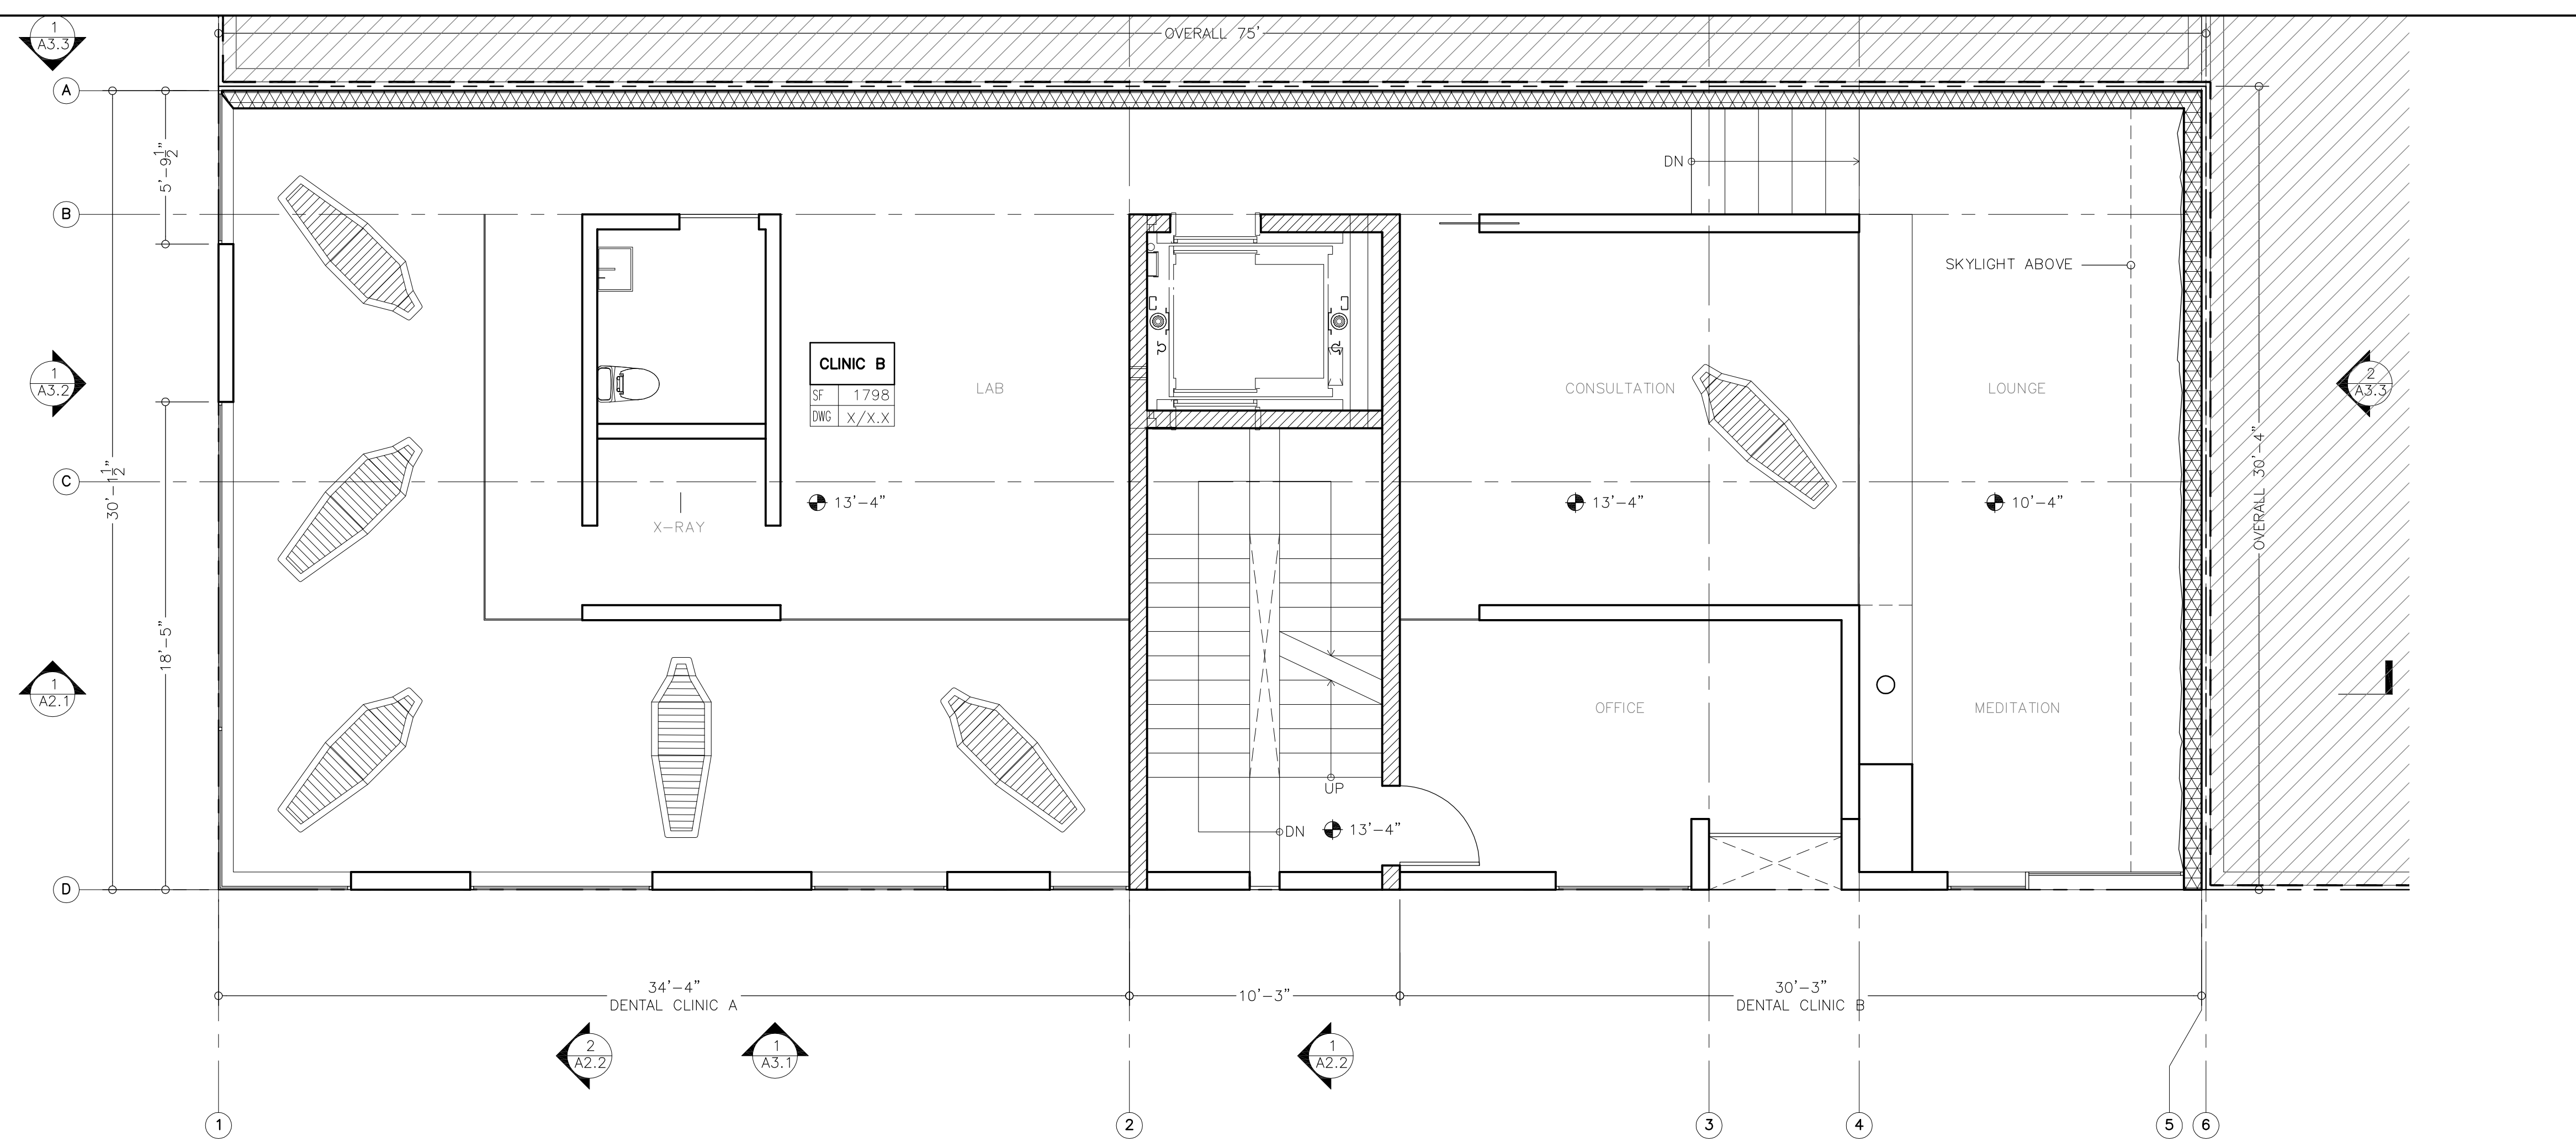 1
A3.3
OVERALL 75'
A
5'-9 1/2"
DN
B
SKYLIGHT ABOVE
1
A3.2
CLINIC B
SF 1798
DWG X/X.X
LAB
CONSULTATION
LOUNGE
2
A3.3
30'-1 1/2"
C
13'-4"
X-RAY
13'-4"
10'-4"
OVERALL 30'-4"
18'-5"
1
A2.1
OFFICE
MEDITATION
UP
DN
13'-4"
D
34'-4"
DENTAL CLINIC A
10'-3"
30'-3"
DENTAL CLINIC B
2
A2.2
1
A3.1
1
A2.2
1
2
3
4
5
6